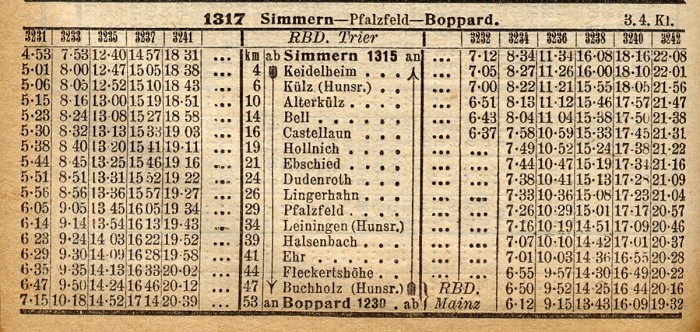 1317 Simmern—Pfalzfeld—Boppard. 3. 4. Kl.
3231 3233 3235 3237 3241 RBD. Trier 3232 3234 3236 3238 3240 3242
4·53 7·53 12·40 14 57 18 31 ... km ab Simmern 1315 an ... 7·12 8·34 11·34 16·08 18·16 22·08
5·01 8·00 12·47 15 05 18 38 ... 4 Keidelheim . . . ... 7·05 8·27 11·26 16·00 18·10 22·01
5·06 8·05 12·52 15 10 18 43 ... 6 Külz (Hunsr.) . . ... 7·00 8·22 11·21 15·55 18·05 21·56
5·15 8·16 13·00 15·19 18·51 ... 10 Alterkülz . . . . ... 6·51 8·13 11·12 15·46 17·57 21·47
5·23 8·24 13·08 15·27 18·58 ... 14 Bell . . . . ... 6·43 8·04 11 04 15·38 17·50 21·38
5·30 8·32 13·13 15 33 19 03 ... 16 Castellaun . . . . ... 6·37 7·58 10·59 15·33 17·45 21·31
5·38 8 40 13·20 15 41 19·11 ... 19 Hollnich . . . . ... ... 7·49 10·52 15·24 17·38 21·22
5·44 8·45 13·25 15·46 19 16 ... 21 Ebschied . . . . ... ... 7·44 10·47 15·19 17·34 21·16
5·51 8·51 13·31 15 52 19 22 ... 24 Dudenroth . . . ... ... 7·38 10·41 15·13 17·28 21·09
5·56 8·56 13·36 15 57 19·27 ... 26 Lingerhahn . . . ... ... 7·33 10·36 15·08 17·23 21·04
6·05 9·05 13 45 16 05 19 34 ... 29 Pfalzfeld . . . . ... ... 7·26 10·29 15·01 17·17 20·57
6·14 9·14 13·54 16·13 19·43 ... 34 Leiningen (Hunsr.) ... ... 7·16 10·19 14·51 17·09 20·46
6 23 9·24 14 03 16 22 19·52 ... 39 Halsenbach . . . ... ... 7·07 10·10 14·42 17·01 20·37
6·29 9·30 14·09 16 28 19·58 ... 41 Ehr . . . . ... ... 7·01 10·03 14·36 16·55 20·28
6·35 9·35 14·13 16 33 20·02 ... 44 Fleckertshöhe . . ... ... 6·55 9·57 14·30 16·49 20·22
6·47 9·50 14·24 16 46 20·12 ... 47 Buchholz (Hunsr.) RBD. 6·50 9·52 14·25 16 44 20·16
7·15 10·18 14·52 17 14 20·39 ... 53 an Boppard 1230 . ab Mainz 6·12 9·15 13·43 16·09 19·32